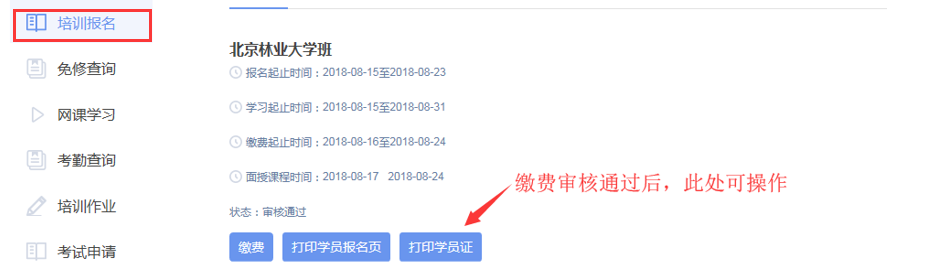 培训报名
免修查询
网课学习
考勤查询
培训作业
考试申请
北京林业大学班
报名起止时间：2018-08-15至2018-08-23
学习起止时间：2018-08-15至2018-08-31
缴费起止时间：2018-08-16至2018-08-24
面授课程时间：2018-08-17 2018-08-24
缴费审核通过后，此处可操作
状态：审核通过
缴费 打印学员报名页 打印学员证